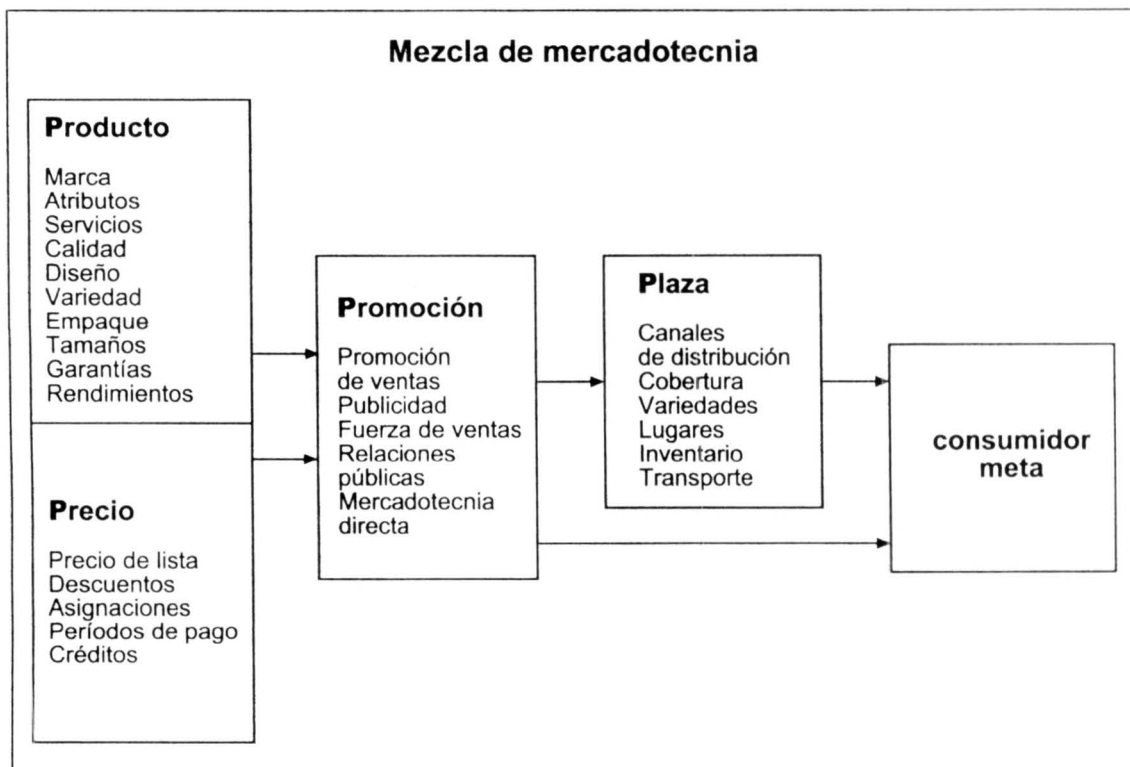 Mezcla de mercadotecnia
Producto
Marca
Atributos
Servicios
Calidad
Diseño
Variedad
Empaque
Tamaños
Garantías
Rendimientos
Precio
Precio de lista
Descuentos
Asignaciones
Períodos de pago
Créditos
Promoción
Promoción
de ventas
Publicidad
Fuerza de ventas
Relaciones
públicas
Mercadotecnia
directa
Plaza
Canales
de distribución
Cobertura
Variedades
Lugares
Inventario
Transporte
consumidor
meta